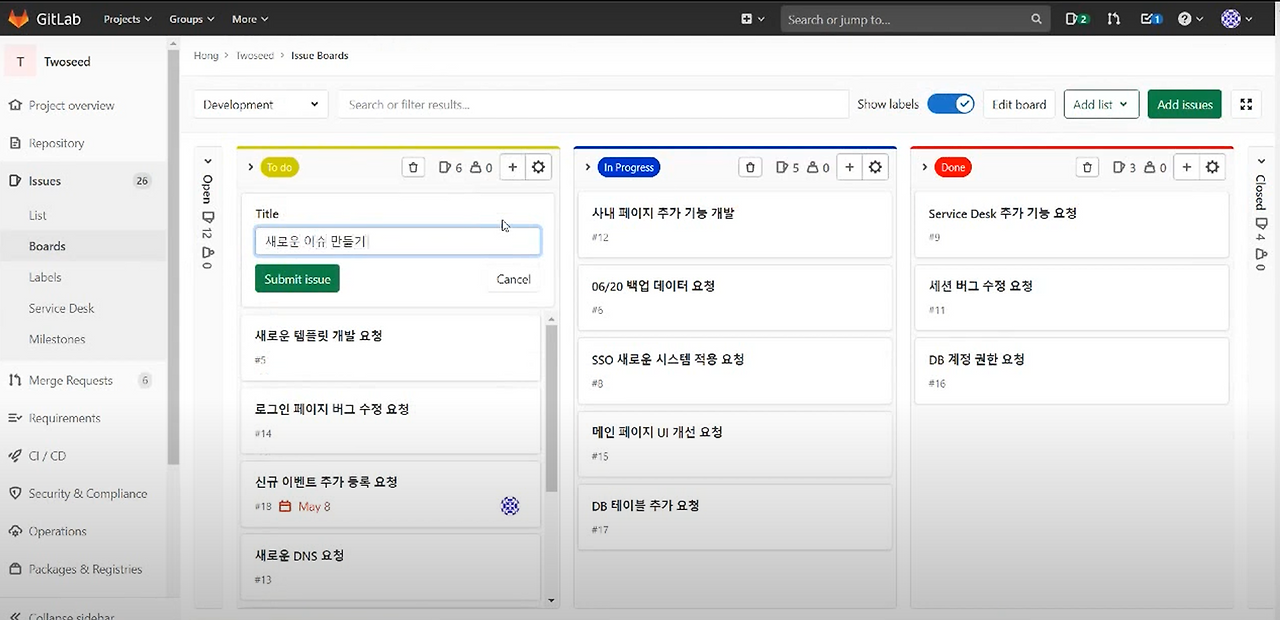 GitLab Projects Groups More Search or jump to... 2 1
T Twoseed
Project overview
Repository
Issues 26
List
Boards
Labels
Service Desk
Milestones
Merge Requests 6
Requirements
CI / CD
Security & Compliance
Operations
Packages & Registries
Collapse sidebar
Hong > Twoseed > Issue Boards
Development Search or filter results... Show labels Edit board Add list Add issues
Open 12 0
To do 6 0
Title
새로운 이슈 만들기
Submit issue Cancel
새로운 템플릿 개발 요청
#5
로그인 페이지 버그 수정 요청
#14
신규 이벤트 추가 등록 요청
#18 May 8
새로운 DNS 요청
#13
In Progress 5 0
사내 페이지 추가 기능 개발
#12
06/20 백업 데이터 요청
#6
SSO 새로운 시스템 적용 요청
#8
메인 페이지 UI 개선 요청
#15
DB 테이블 추가 요청
#17
Done 3 0
Service Desk 추가 기능 요청
#9
세션 버그 수정 요청
#11
DB 계정 권한 요청
#16
Closed 4 0